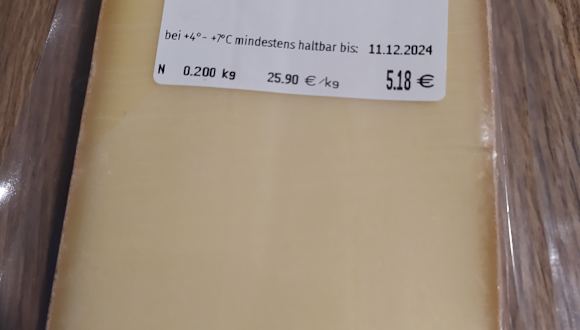 bei +4°- +7°C mindestens haltbar bis: 11.12.2024
N 0.200 kg 25.90 €/kg 5.18 €